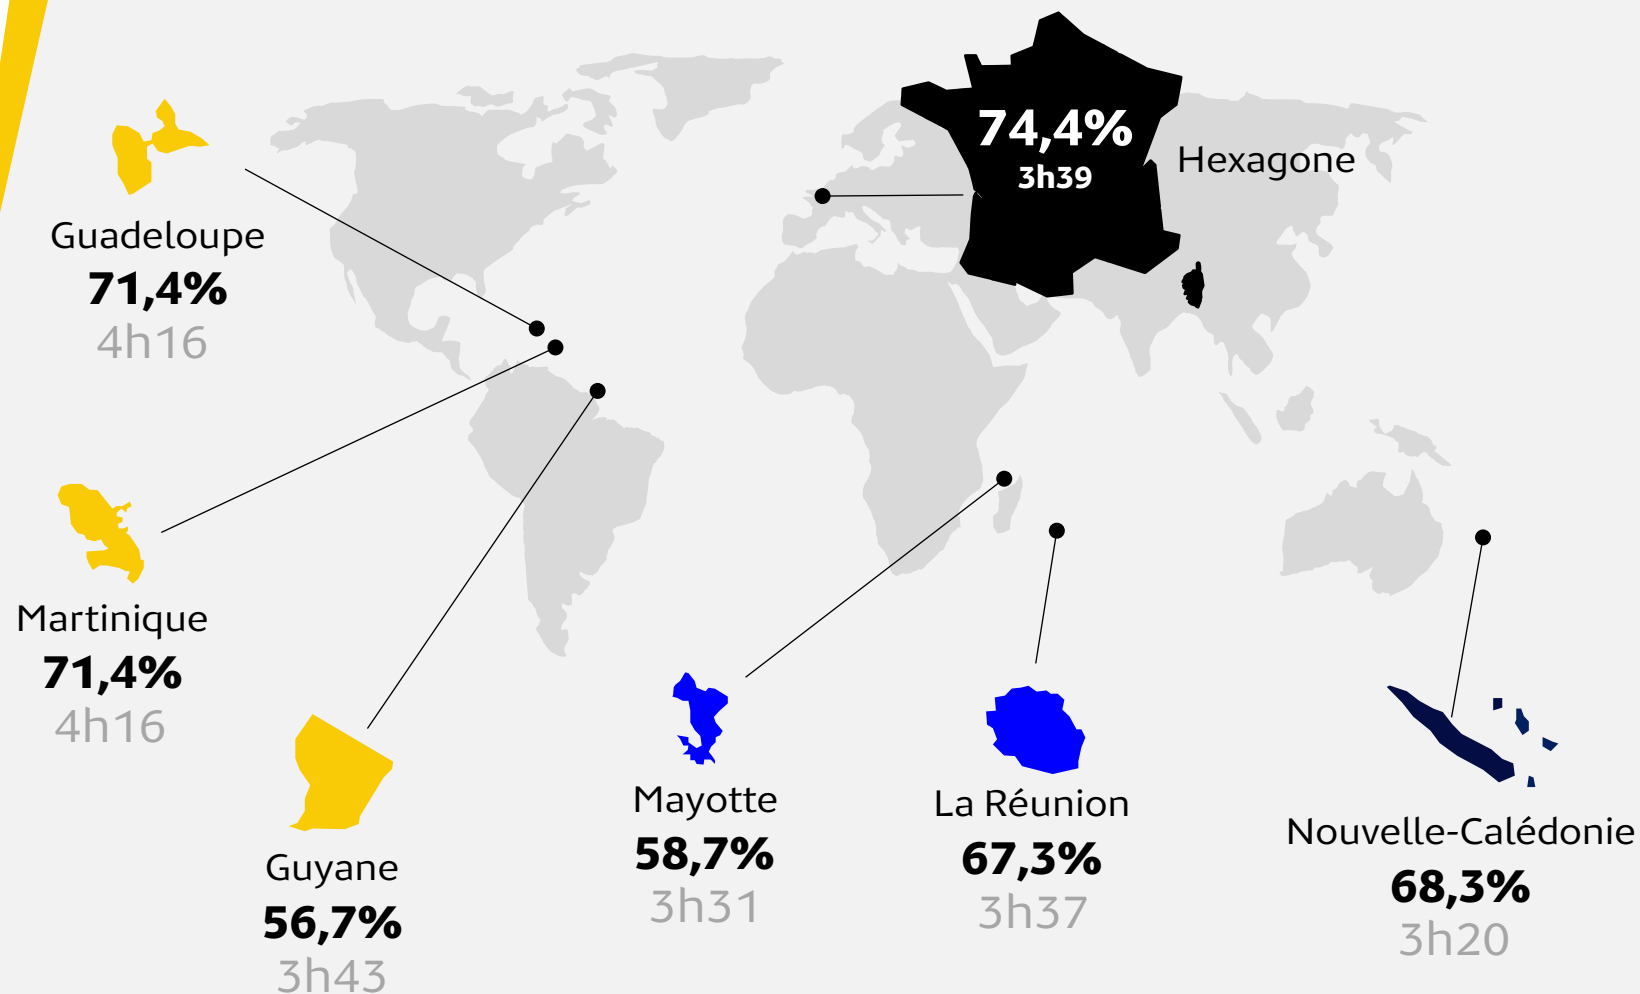 74,4%
3h39
Hexagone
Guadeloupe
71,4%
4h16
Martinique
71,4%
4h16
Guyane
56,7%
3h43
Mayotte
58,7%
3h31
La Réunion
67,3%
3h37
Nouvelle-Calédonie
68,3%
3h20